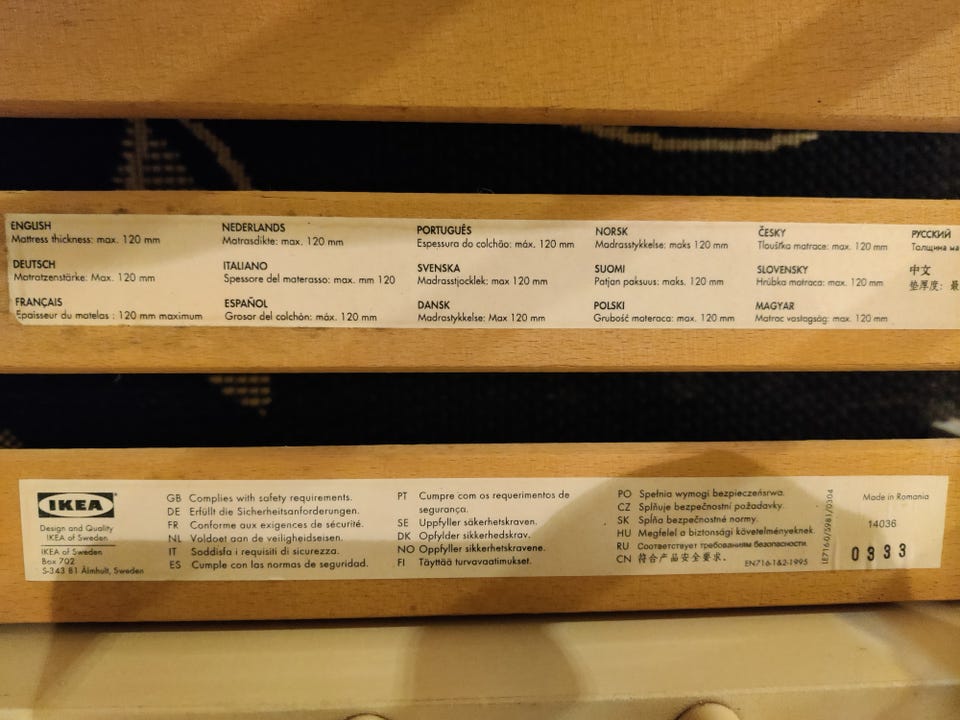 ENGLISH
Mattress thickness: max. 120 mm
DEUTSCH
Matratzenstärke: Max. 120 mm
FRANÇAIS
Epaisseur du matelas : 120 mm maximum
NEDERLANDS
Matrasdikte: max. 120 mm
ITALIANO
Spessore del materasso: max. mm 120
ESPAÑOL
Grosor del colchón: máx. 120 mm
PORTUGUÊS
Espessura do colchão: máx. 120 mm
SVENSKA
Madrasstjocklek: max 120 mm
DANSK
Madrastykkelse: Max 120 mm
NORSK
Madrasstykkelse: maks 120 mm
SUOMI
Patjan paksuus: maks. 120 mm
POLSKI
Grubość materaca: max. 120 mm
ČESKY
Tloušťka matrace: max. 120 mm
SLOVENSKY
Hrúbka matraca: max. 120 mm
MAGYAR
Matrac vastagság: max. 120 mm
РУССКИЙ
Толщина ма
中文
垫厚度: 最
IKEA
Design and Quality
IKEA of Sweden
IKEA of Sweden
Box 702
S-343 81 Älmhult, Sweden
GB Complies with safety requirements.
DE Erfüllt die Sicherheitsanforderungen.
FR Conforme aux exigences de sécurité.
NL Voldoet aan de veiligheidseisen.
IT Soddisfa i requisiti di sicurezza.
ES Cumple con las normas de seguridad.
PT Cumpre com os requerimentos de
segurança.
SE Uppfyller säkerhetskraven.
DK Opfylder sikkerhedskrav.
NO Oppfyller sikkerhetskravene.
FI Täyttää turvavaatimukset.
PO Spełnia wymogi bezpieczeństwa.
CZ Splňuje bezpečnostní požadavky.
SK Spĺňa bezpečnostné normy.
HU Megfelel a biztonsági követelményeknek.
RU Соответствует требованиям безопасности.
CN 符合产品安全要求.
EN716-1&2-1995
LE716-0/5981/0304
Made in Romania
14036
0333